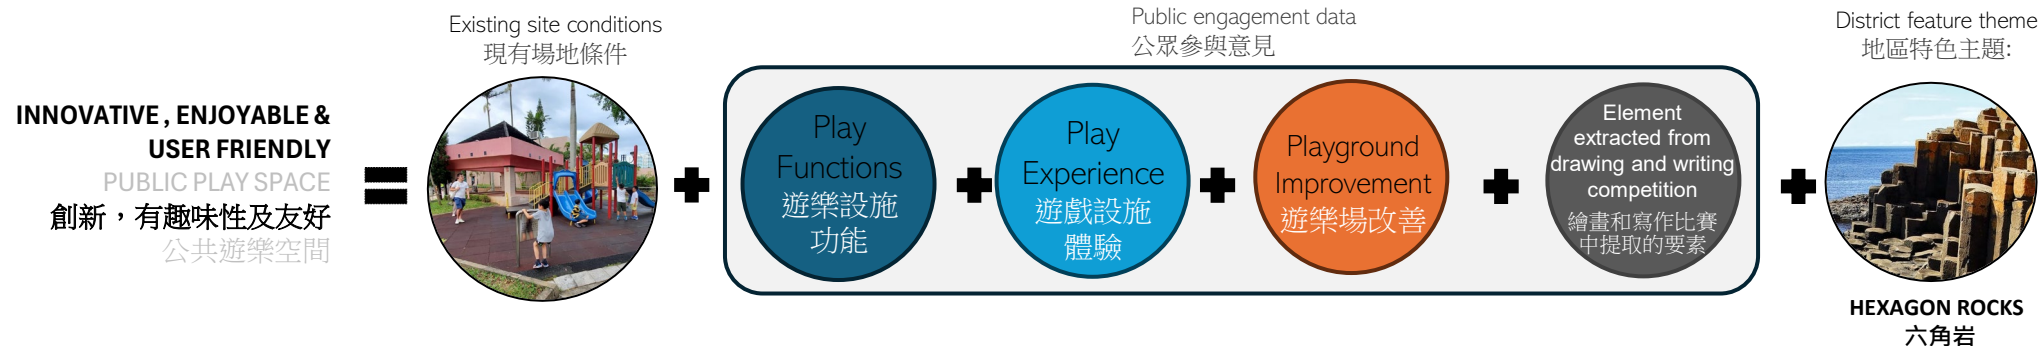 INNOVATIVE , ENJOYABLE &
USER FRIENDLY
PUBLIC PLAY SPACE
創新，有趣味性及友好
公共遊樂空間
Existing site conditions
現有場地條件
Public engagement data
公眾參與意見
Play
Functions
遊樂設施
功能
Play
Experience
遊戲設施
體驗
Playground
Improvement
遊樂場改善
Element
extracted from
drawing and writing
competition
繪畫和寫作比賽
中提取的要素
District feature theme
地區特色主題:
HEXAGON ROCKS
六角岩